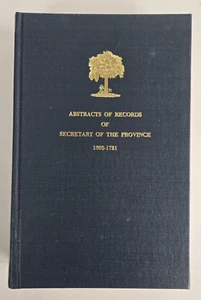 ABSTRACTS OF RECORDS
OF
SECRETARY OF THE PROVINCE